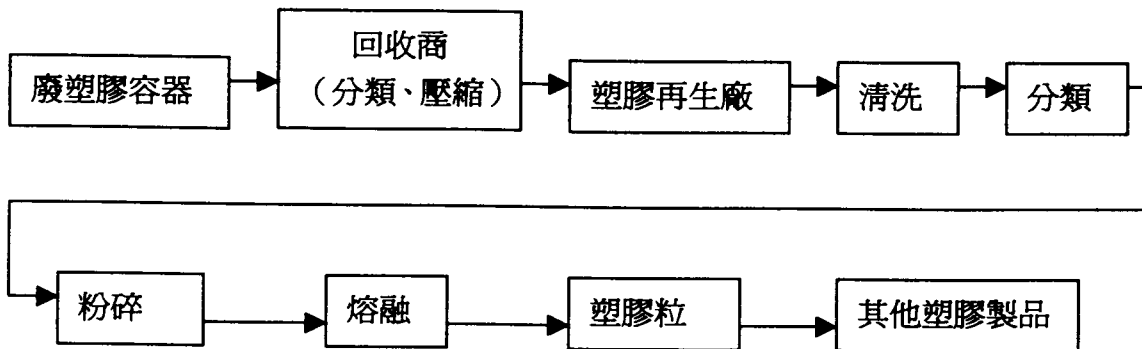 廢塑膠容器
回收商
（分類、壓縮）
塑膠再生廠
清洗
分類
粉碎
熔融
塑膠粒
其他塑膠製品